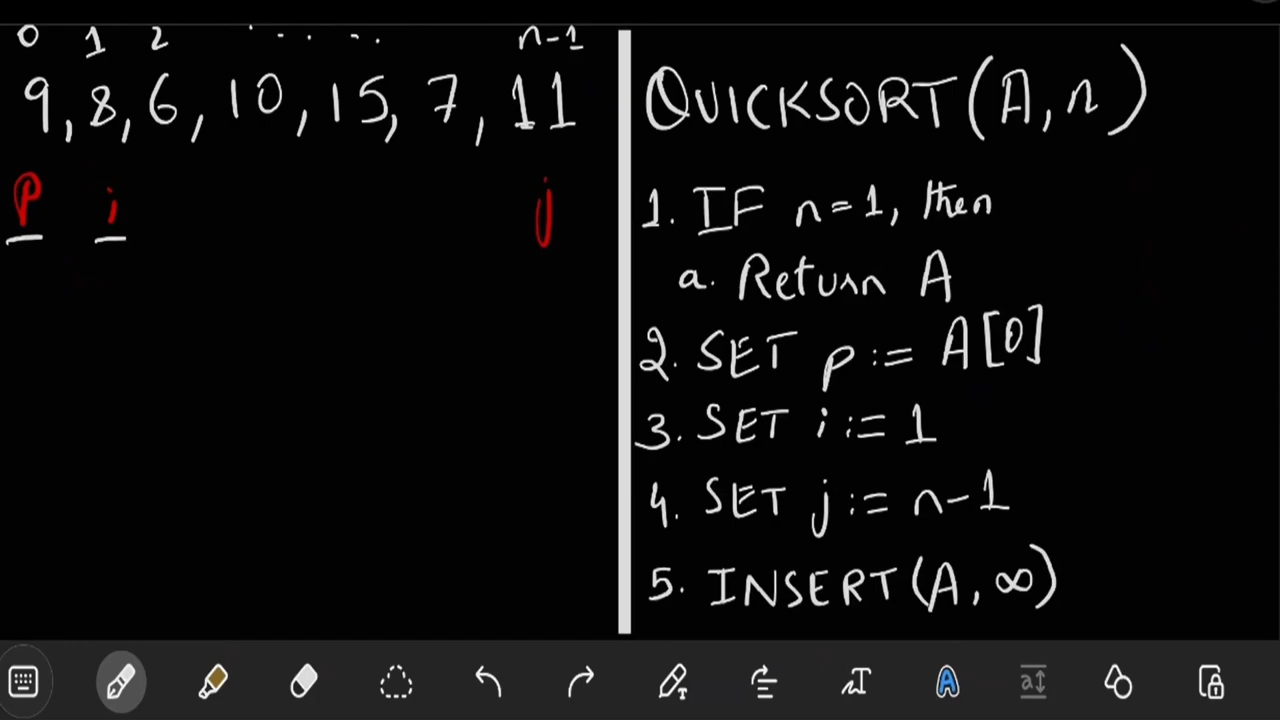 0 1 2 ..... n-1
9, 8, 6, 10, 15, 7, 11
p i j
QUICKSORT(A, n)
1. IF n=1, then
a. Return A
2. SET p := A[0]
3. SET i := 1
4. SET j := n-1
5. INSERT(A, ∞)